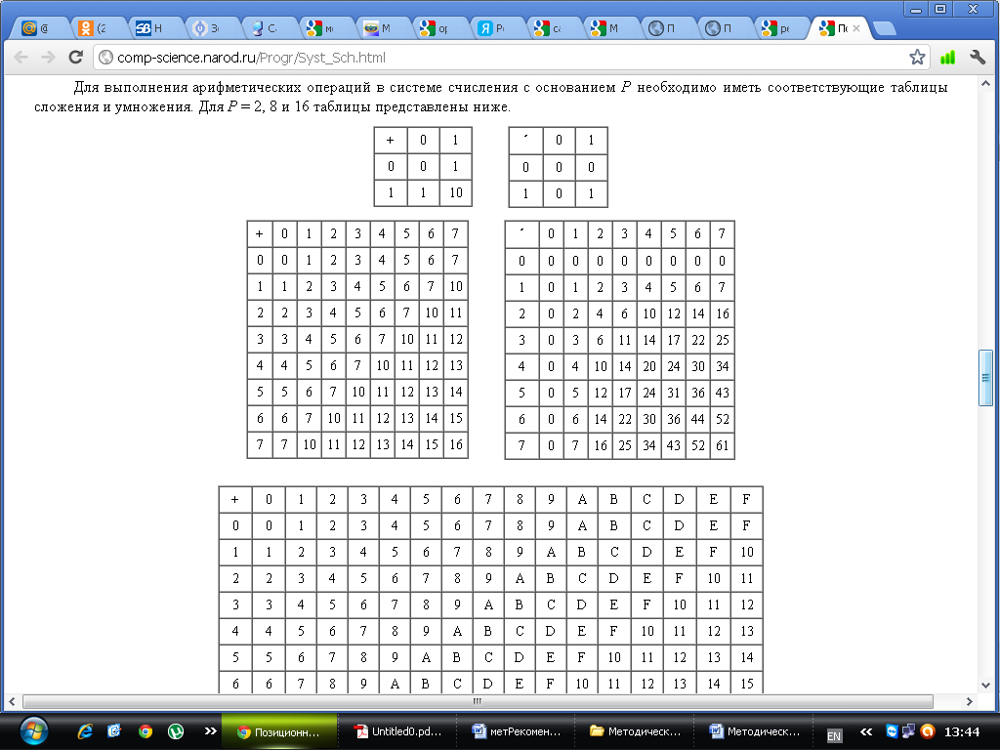 @
(2
Н
З
С
м
М
ор
Я Рє
са
М
П
П
ре
По
comp-science.narod.ru/Progr/Syst_Sch.html
Для выполнения арифметических операций в системе счисления с основанием P необходимо иметь соответствующие таблицы
сложения и умножения. Для P = 2, 8 и 16 таблицы представлены ниже.
+ 0 1
0 0 1
1 1 10
´ 0 1
0 0 0
1 0 1
+ 0 1 2 3 4 5 6 7
0 0 1 2 3 4 5 6 7
1 1 2 3 4 5 6 7 10
2 2 3 4 5 6 7 10 11
3 3 4 5 6 7 10 11 12
4 4 5 6 7 10 11 12 13
5 5 6 7 10 11 12 13 14
6 6 7 10 11 12 13 14 15
7 7 10 11 12 13 14 15 16
´ 0 1 2 3 4 5 6 7
0 0 0 0 0 0 0 0 0
1 0 1 2 3 4 5 6 7
2 0 2 4 6 10 12 14 16
3 0 3 6 11 14 17 22 25
4 0 4 10 14 20 24 30 34
5 0 5 12 17 24 31 36 43
6 0 6 14 22 30 36 44 52
7 0 7 16 25 34 43 52 61
+ 0 1 2 3 4 5 6 7 8 9 A B C D E F
0 0 1 2 3 4 5 6 7 8 9 A B C D E F
1 1 2 3 4 5 6 7 8 9 A B C D E F 10
2 2 3 4 5 6 7 8 9 A B C D E F 10 11
3 3 4 5 6 7 8 9 A B C D E F 10 11 12
4 4 5 6 7 8 9 A B C D E F 10 11 12 13
5 5 6 7 8 9 A B C D E F 10 11 12 13 14
6 6 7 8 9 A B C D E F 10 11 12 13 14 15
Позиционн...
Untitled0.pd...
метРекомен...
Методическ...
Методическ...
EN
13:44